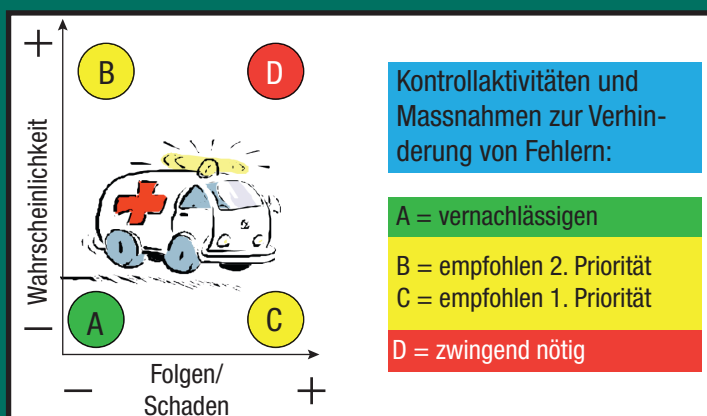 +
B
D
Wahrscheinlichkeit
A
C
–
–
Folgen/
Schaden
+
Kontrollaktivitäten und
Massnahmen zur Verhin-
derung von Fehlern:
A = vernachlässigen
B = empfohlen 2. Priorität
C = empfohlen 1. Priorität
D = zwingend nötig